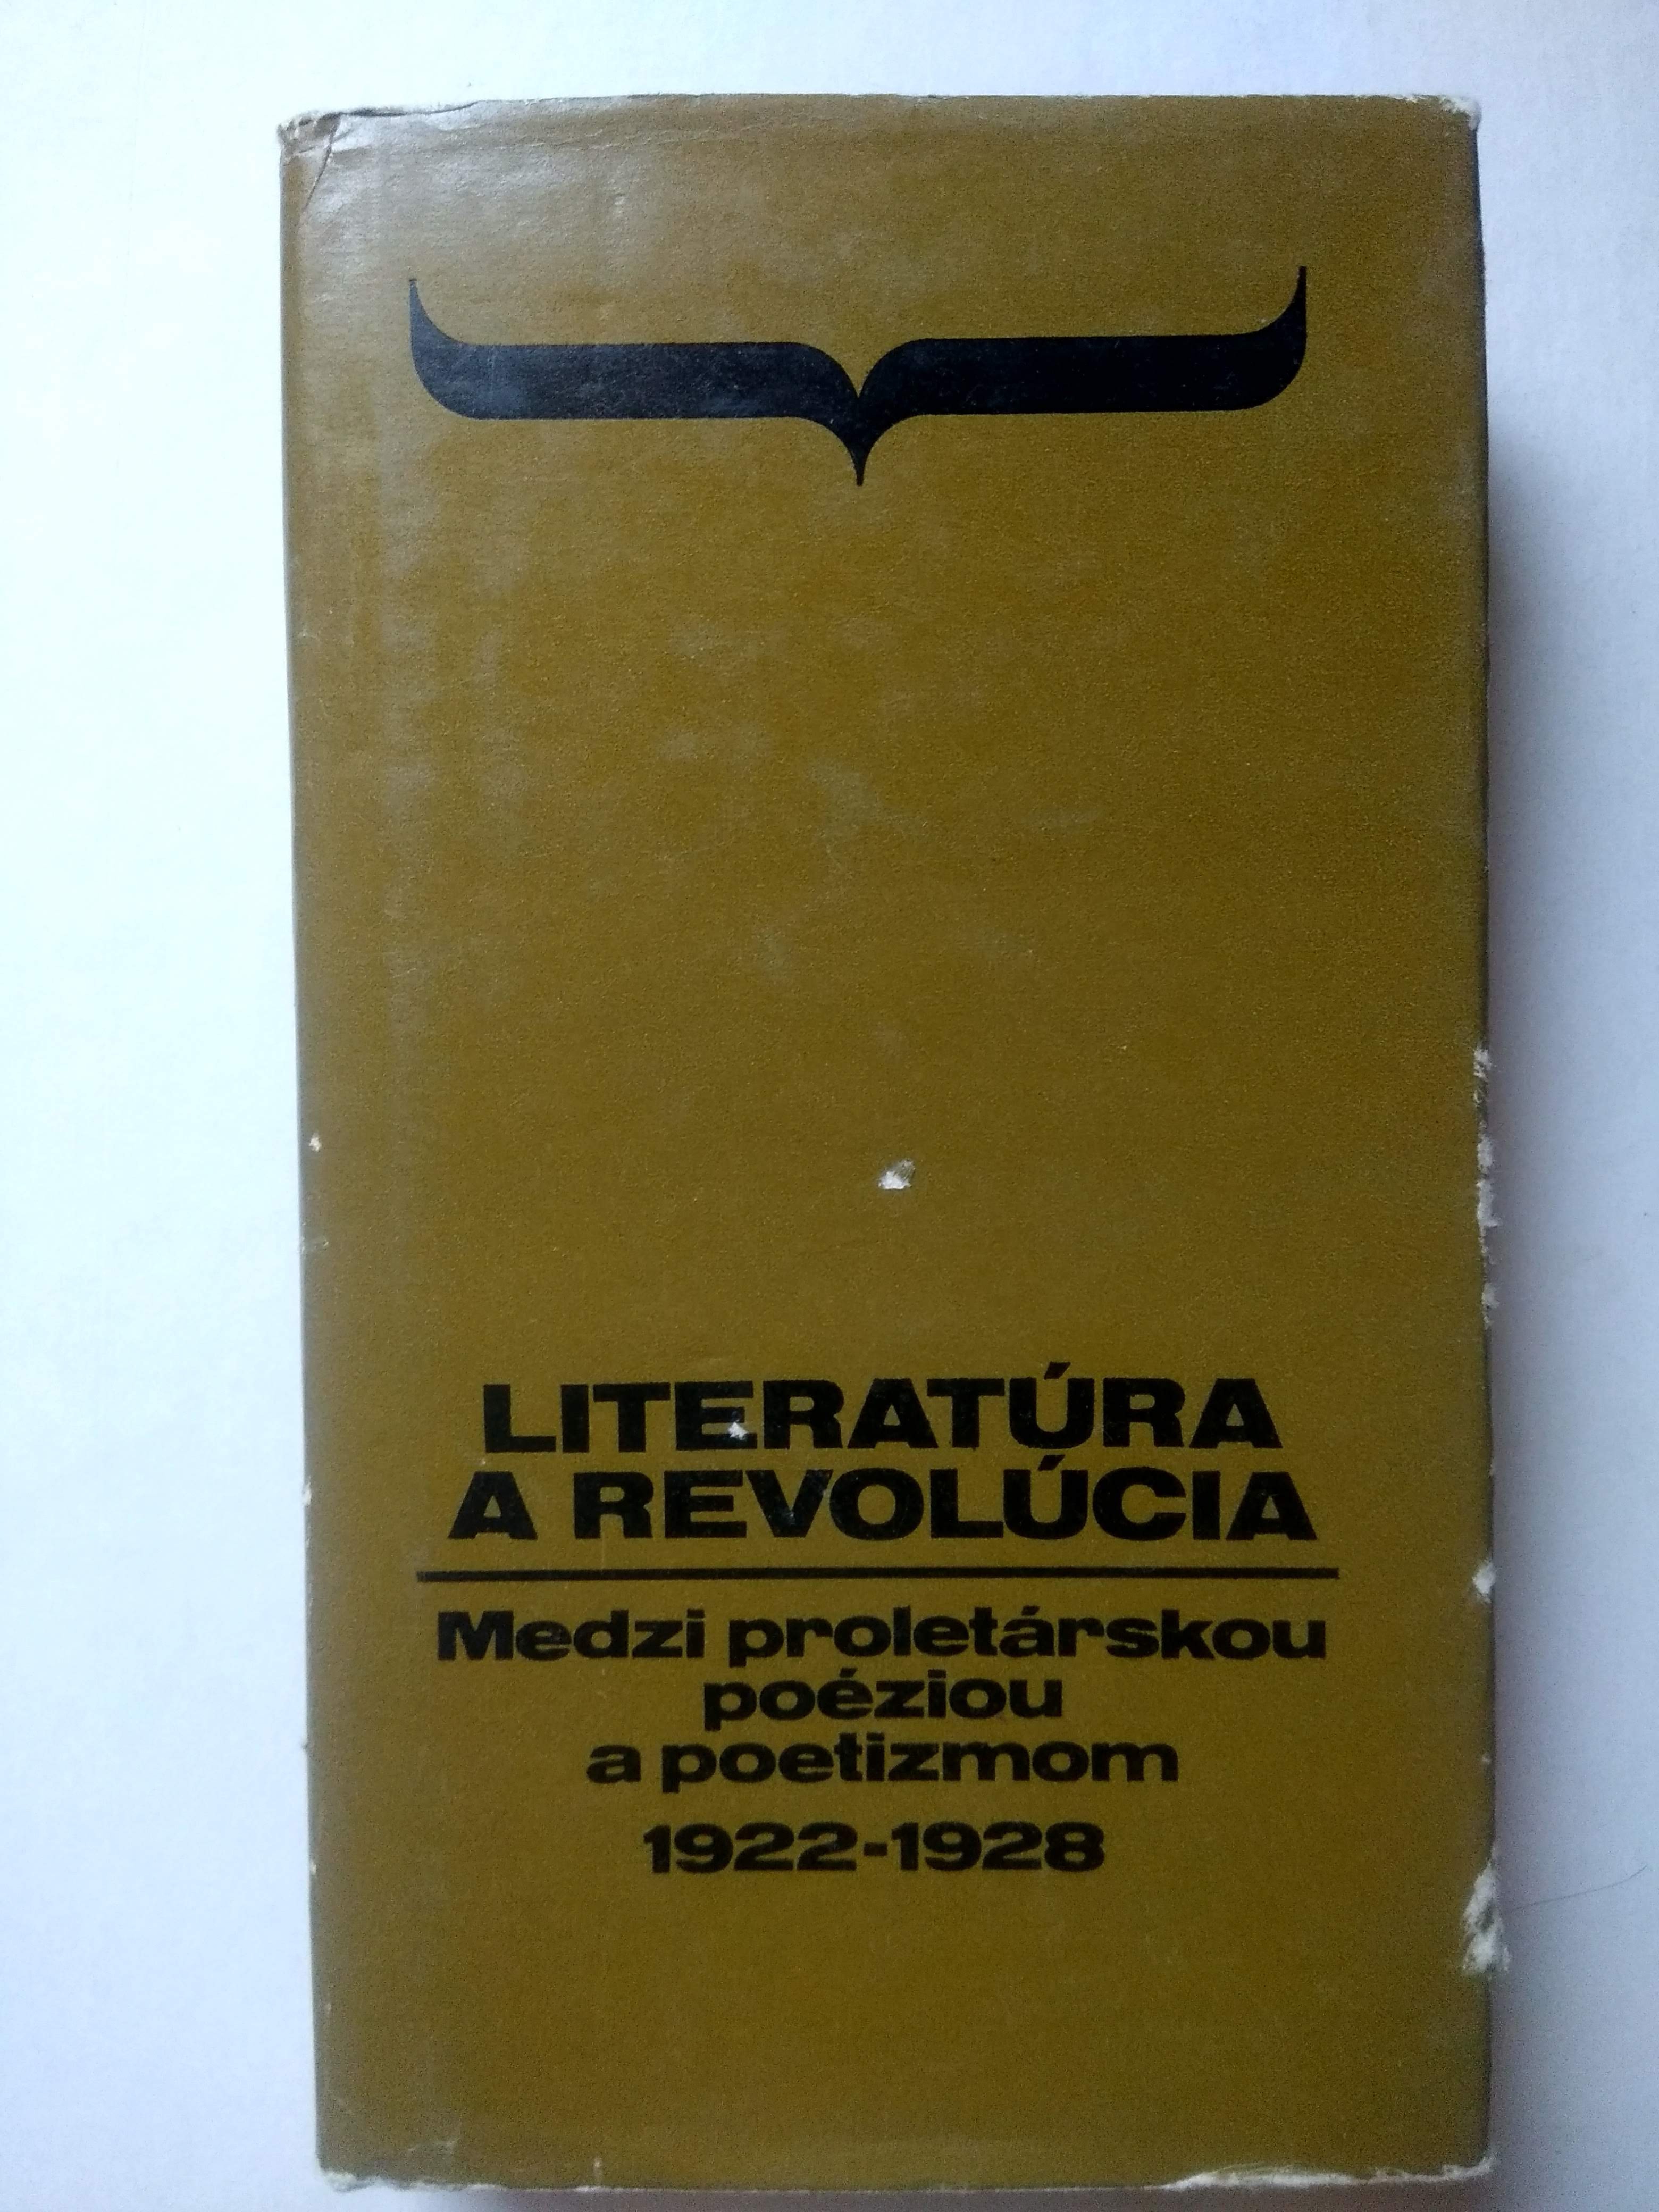 LITERATÚRA
A REVOLÚCIA
Medzi proletárskou
poéziou
a poetizmom
1922-1928